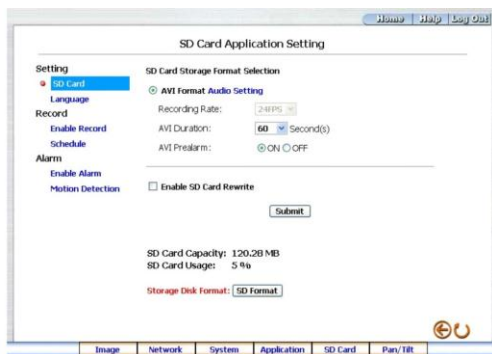 Home Help Log Out
SD Card Application Setting
Setting
SD Card
Language
Record
Enable Record
Schedule
Alarm
Enable Alarm
Motion Detection
SD Card Storage Format Selection
AVI Format Audio Setting
Recording Rate: 24FPS
AVI Duration: 60 Second(s)
AVI Prealarm: ON OFF
Enable SD Card Rewrite
Submit
SD Card Capacity: 120.28 MB
SD Card Usage: 5 %
Storage Disk Format: SD Format
Image Network System Application SD Card Pan/Tilt